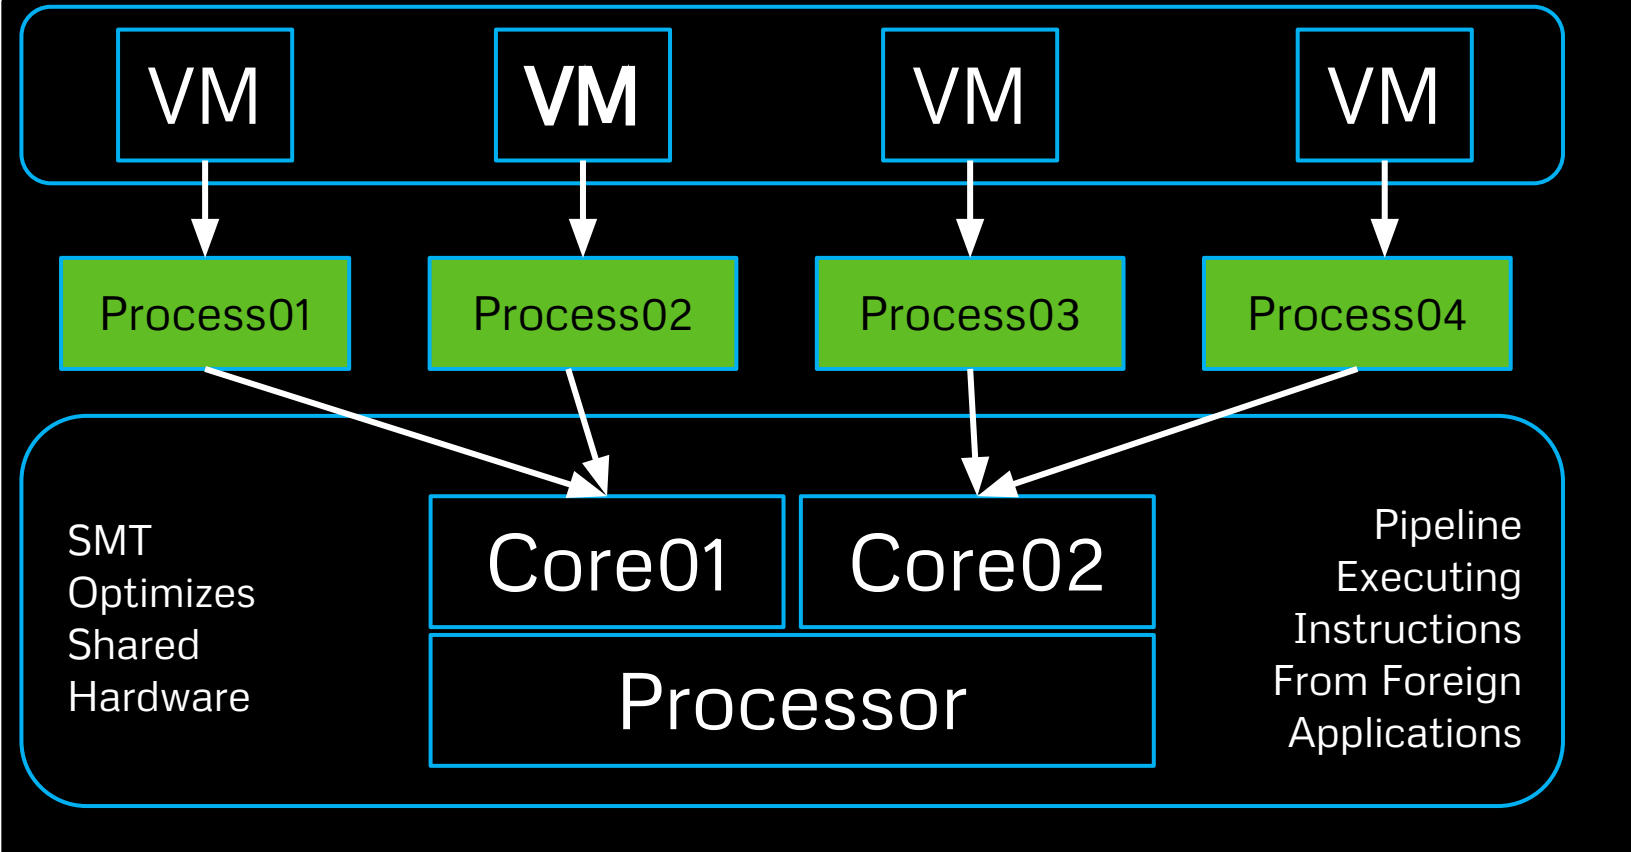 VM
VM
VM
VM
Process01
Process02
Process03
Process04
SMT
Optimizes
Shared
Hardware
Core01
Core02
Processor
Pipeline
Executing
Instructions
From Foreign
Applications